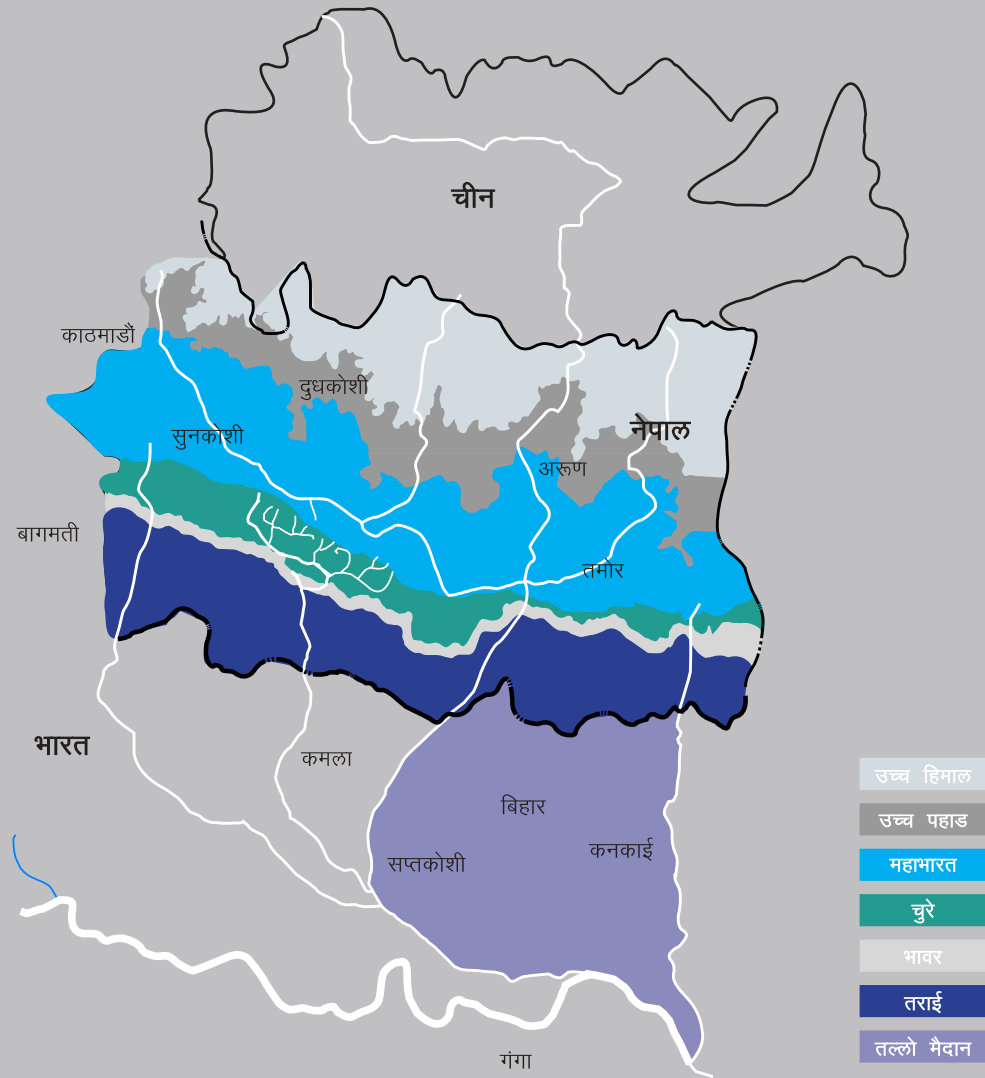 चीन
काठमाडौं
दुधकोशी
सुनकोशी
नेपाल
अरूण
बागमती
तमोर
भारत
कमला
बिहार
सप्तकोशी
कनकाई
गंगा
उच्च हिमाल
उच्च पहाड
महाभारत
चुरे
भावर
तराई
तल्लो मैदान